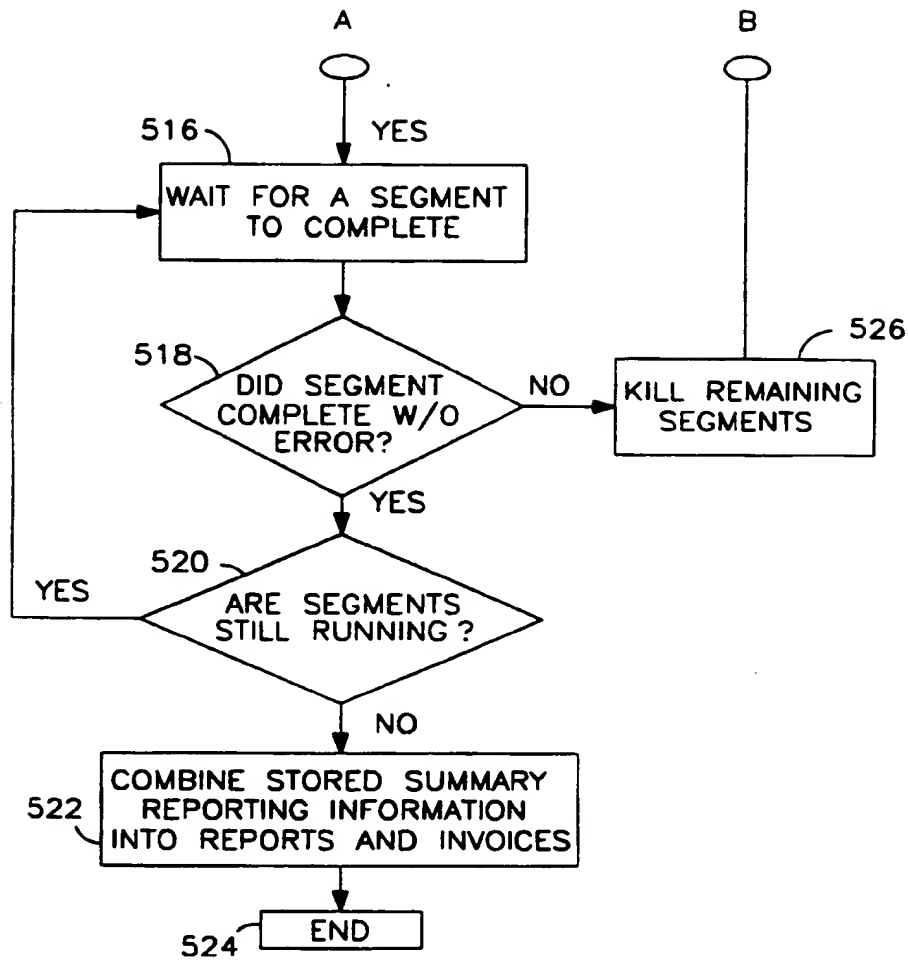 A
B
YES
516
WAIT FOR A SEGMENT
TO COMPLETE
518
DID SEGMENT
COMPLETE W/O
ERROR?
NO
526
KILL REMAINING
SEGMENTS
YES
520
YES
ARE SEGMENTS
STILL RUNNING?
NO
522
COMBINE STORED SUMMARY
REPORTING INFORMATION
INTO REPORTS AND INVOICES
524
END